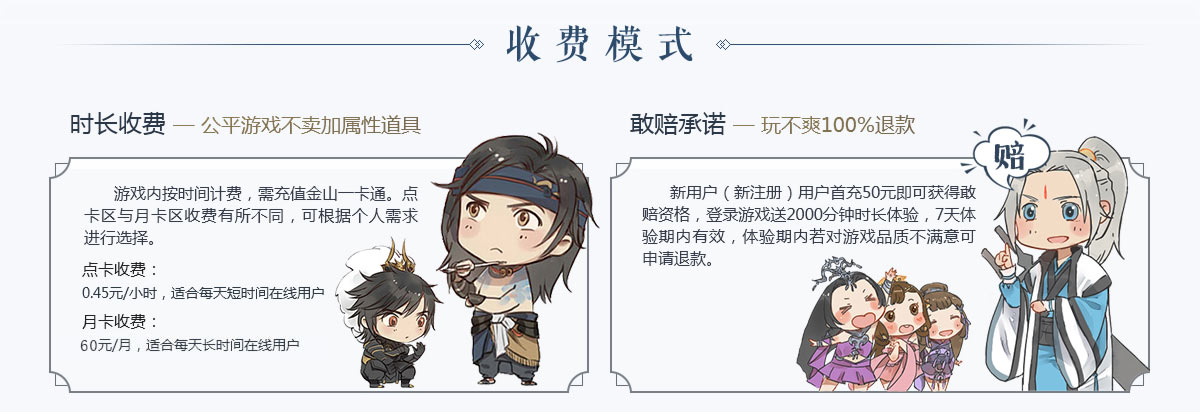 收费模式
时长收费 — 公平游戏不卖加属性道具
游戏内按时间计费，需充值金山一卡通。点
卡区与月卡区收费有所不同，可根据个人需求
进行选择。
点卡收费：
0.45元/小时，适合每天短时间在线用户
月卡收费：
60元/月，适合每天长时间在线用户
敢赔承诺 — 玩不爽100%退款
赔
新用户（新注册）用户首充50元即可获得敢
赔资格，登录游戏送2000分钟时长体验，7天体
验期内有效，体验期内若对游戏品质不满意可
申请退款。